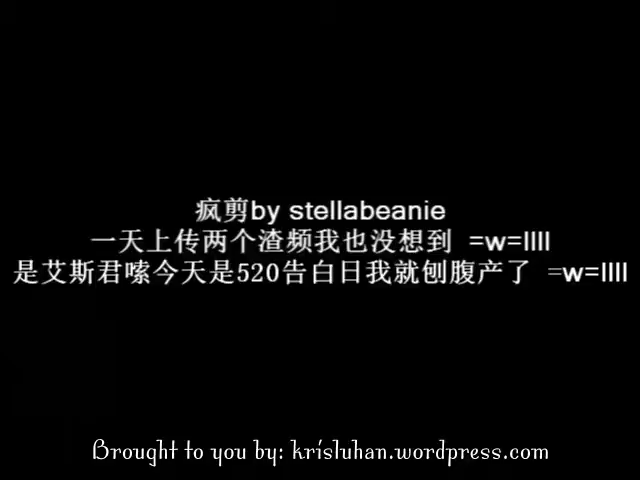 疯剪by stellabeanie
一天上传两个渣频我也没想到 =w=llll
是艾斯君嗦今天是520告白日我就刨腹产了 =w=llll
Brought to you by: krisluhan.wordpress.com